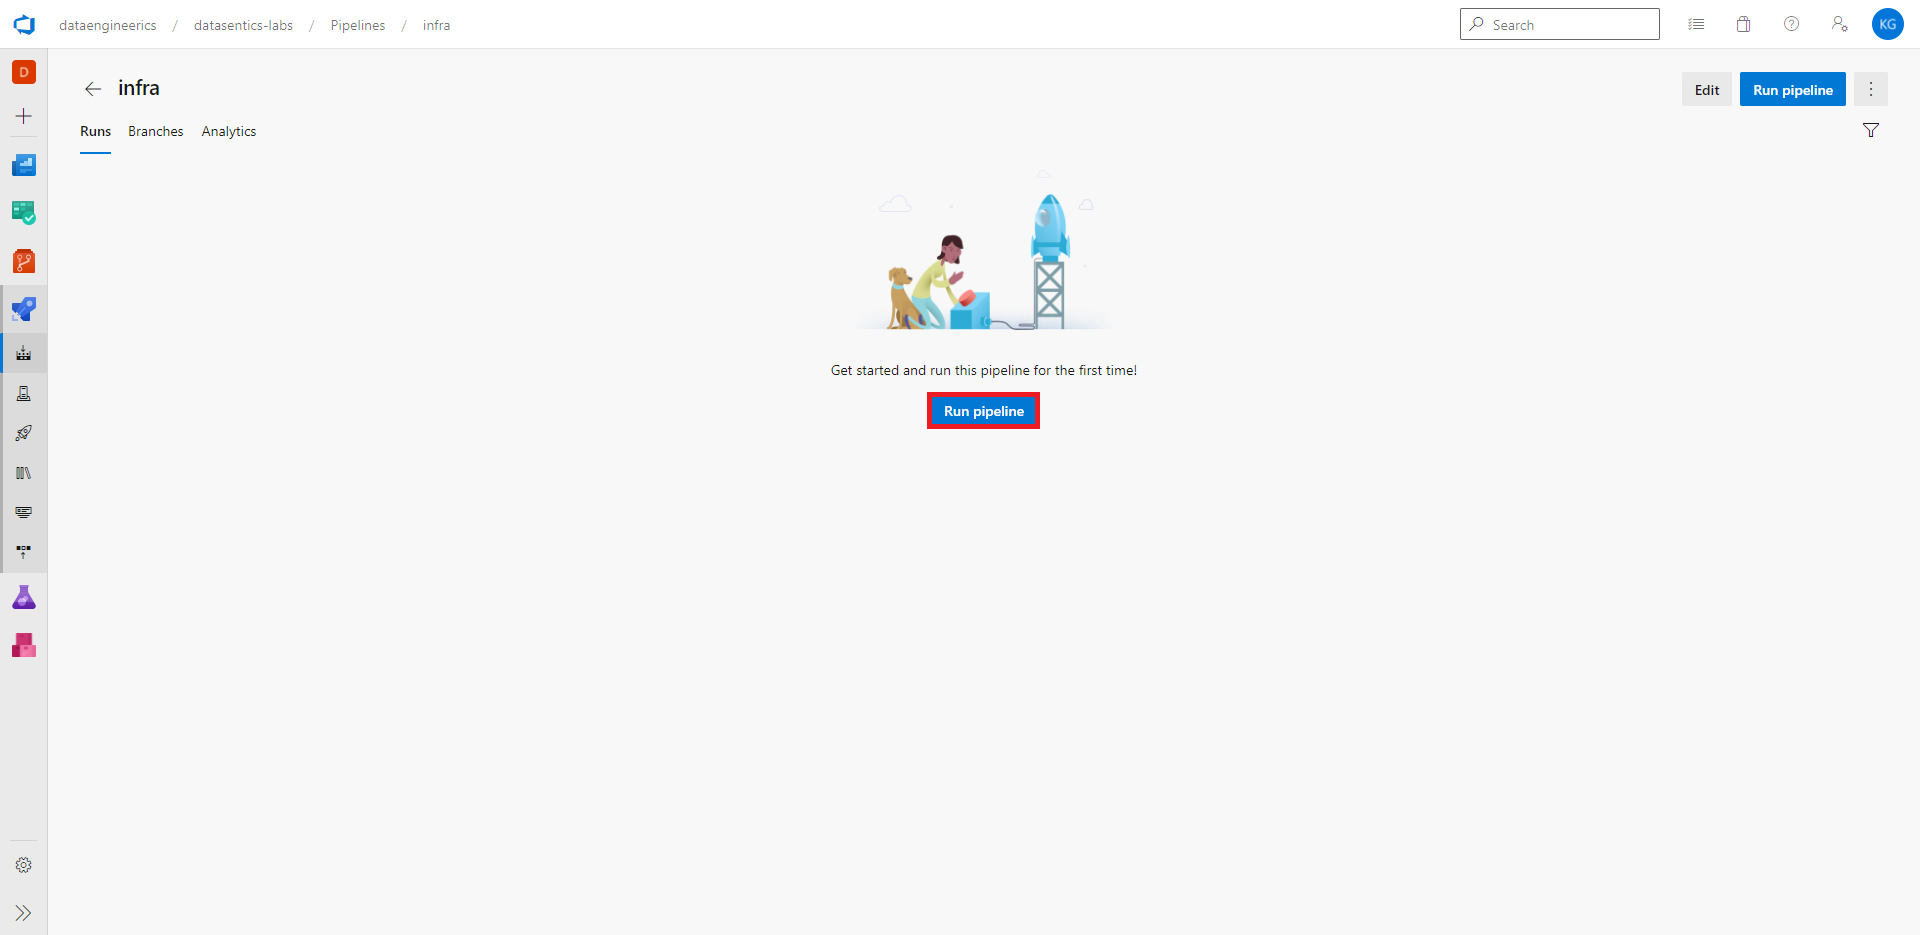 dataengineerics / datasentics-labs / Pipelines / infra
Search
KG
D
infra
Edit
Run pipeline
Runs
Branches
Analytics
Get started and run this pipeline for the first time!
Run pipeline